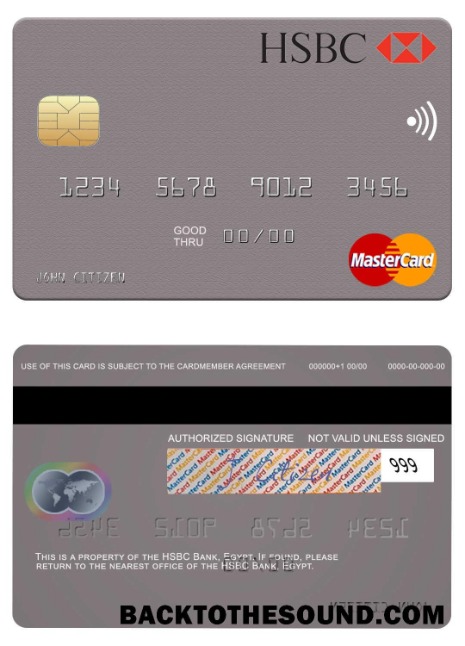 HSBC
1234 5678 9012 3456
GOOD
THRU 00/00
MasterCard
JOHN CITIZEN
USE OF THIS CARD IS SUBJECT TO THE CARDMEMBER AGREEMENT 000000+1 00/00 0000-00-000-00
AUTHORIZED SIGNATURE NOT VALID UNLESS SIGNED
999
THIS IS A PROPERTY OF THE HSBC BANK, EGYPT. IF FOUND, PLEASE
RETURN TO THE NEAREST OFFICE OF THE HSBC BANK, EGYPT.
BACKTOTHESOUND.COM